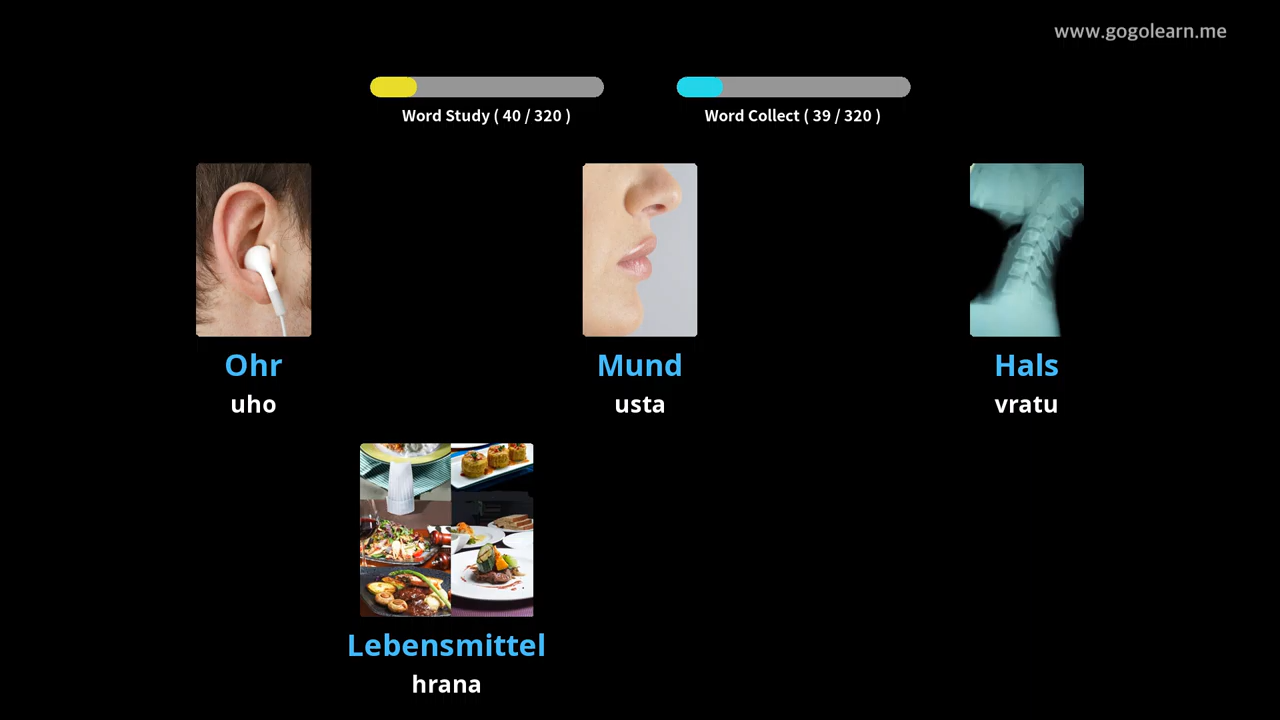 www.gogolearn.me
Word Study ( 40 / 320 )
Word Collect ( 39 / 320 )
Ohr
uho
Mund
usta
Hals
vratu
Lebensmittel
hrana